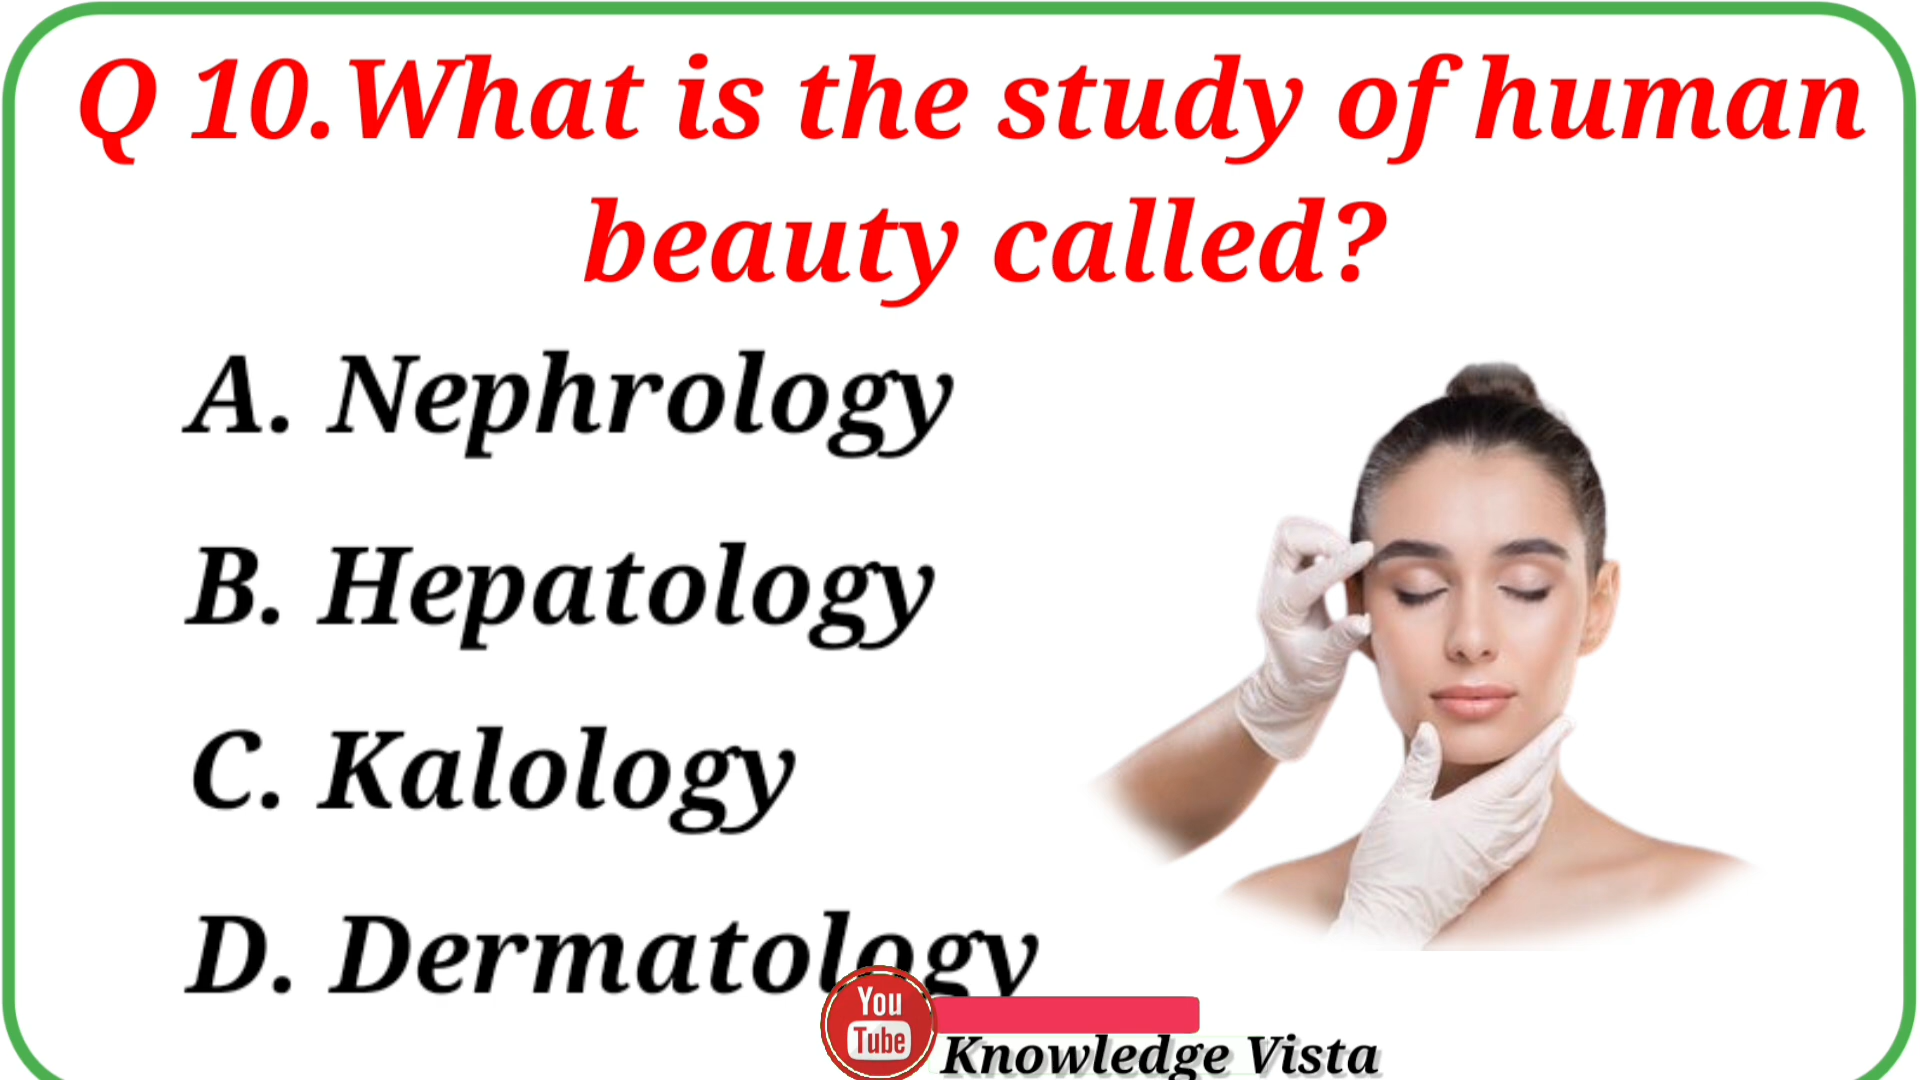 Q 10.What is the study of human
beauty called?
A. Nephrology
B. Hepatology
C. Kalology
D. Dermatology
You
Tube
Knowledge Vista